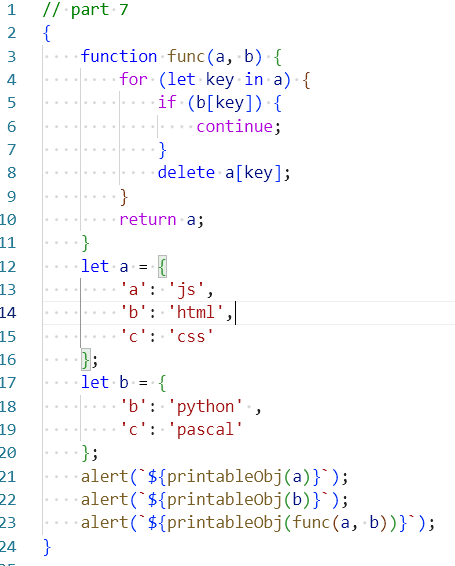 1 // part 7
2 {
3 function func(a, b) {
4 for (let key in a) {
5 if (b[key]) {
6 continue;
7 }
8 delete a[key];
9 }
10 return a;
11 }
12 let a = {
13 'a': 'js',
14 'b': 'html',
15 'c': 'css'
16 };
17 let b = {
18 'b': 'python' ,
19 'c': 'pascal'
20 };
21 alert(`${printableObj(a)}`);
22 alert(`${printableObj(b)}`);
23 alert(`${printableObj(func(a, b))}`);
24 }